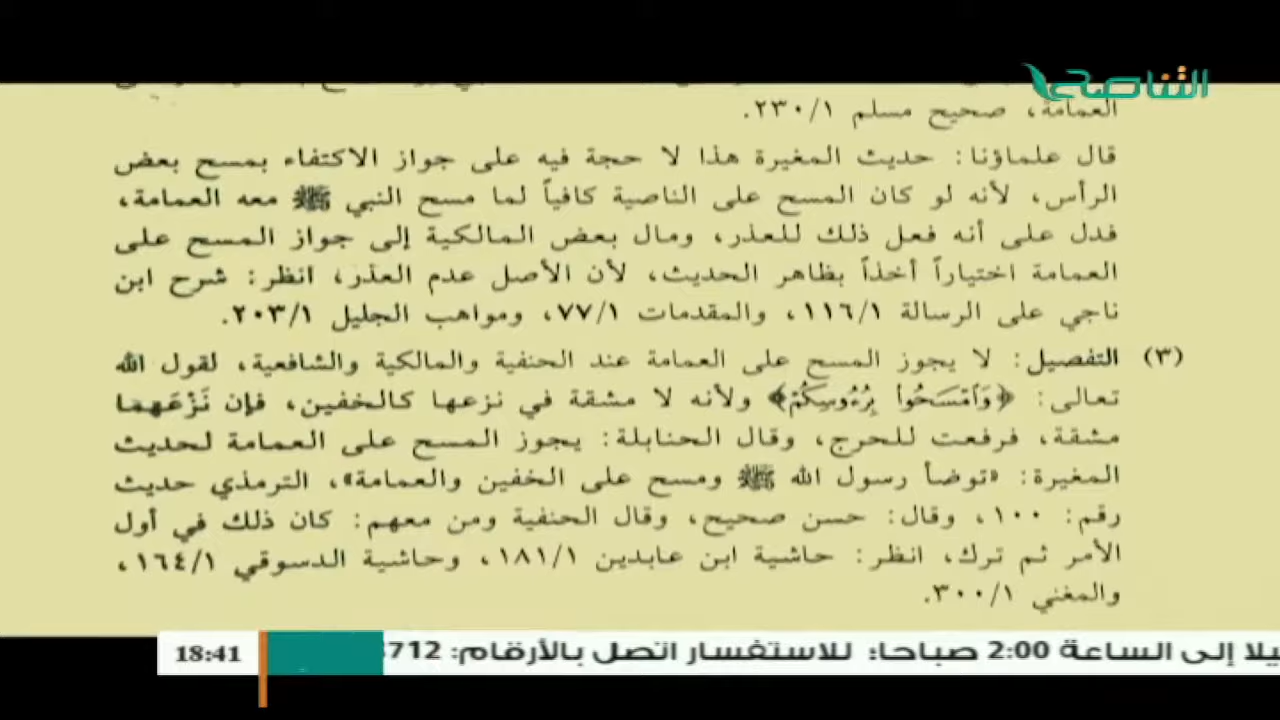 التناصح
العمامة، صحيح مسلم ٢٣٠/١.
قال علماؤنا: حديث المغيرة هذا لا حجة فيه على جواز الاكتفاء بمسح بعض
الرأس، لأنه لو كان المسح على الناصية كافياً لما مسح النبي ﷺ معه العمامة،
فدل على أنه فعل ذلك للعذر، ومال بعض المالكية إلى جواز المسح على
العمامة اختياراً أخذاً بظاهر الحديث، لأن الأصل عدم العذر، انظر: شرح ابن
ناجي على الرسالة ١١٦/١، والمقدمات ٧٧/١، ومواهب الجليل ٢٠٣/١.
(٣) التفصيل: لا يجوز المسح على العمامة عند الحنفية والمالكية والشافعية، لقول الله
تعالى: ﴿وَٱمْسَحُوا۟ بِرُءُوسِكُمْ﴾ ولأنه لا مشقة في نزعها كالخفين، فإن نَزْعَهما
مشقة، فرفعت للحرج، وقال الحنابلة: يجوز المسح على العمامة لحديث
المغيرة: «توضأ رسول الله ﷺ ومسح على الخفين والعمامة»، الترمذي حديث
رقم: ١٠٠، وقال: حسن صحيح، وقال الحنفية ومن معهم: كان ذلك في أول
الأمر ثم ترك، انظر: حاشية ابن عابدين ١٨١/١، وحاشية الدسوقي ١٦٤/١،
والمغني ٣٠٠/١.
إلى الساعة 2:00 صباحا؛ للاستفسار اتصل بالأرقام: 3712
18:41